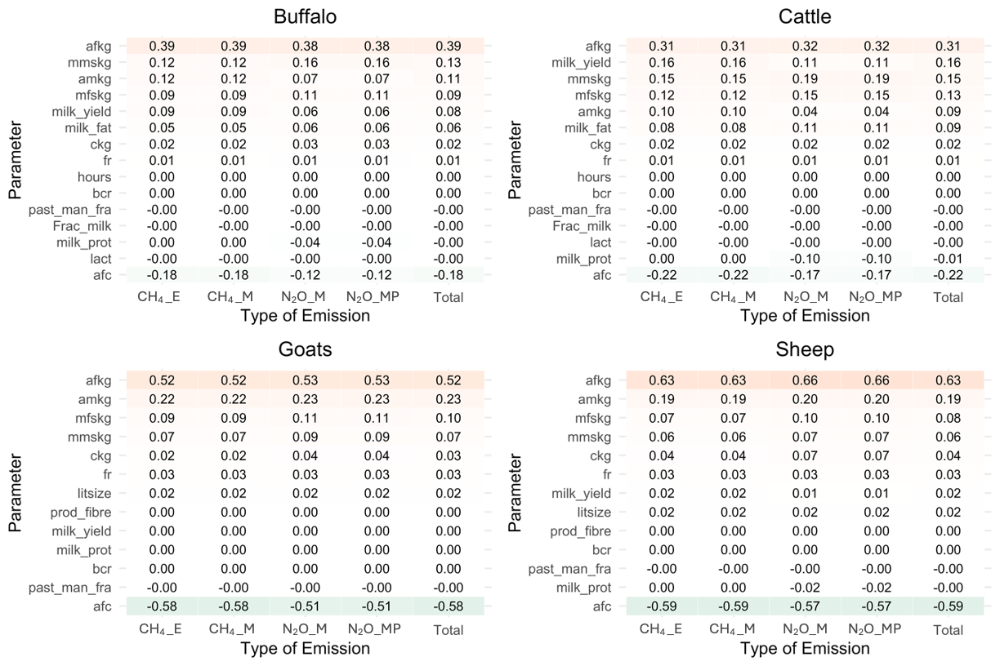 Buffalo
Parameter
afkg 0.39 0.39 0.38 0.38 0.39
mmskg 0.12 0.12 0.16 0.16 0.13
amkg 0.12 0.12 0.07 0.07 0.11
mfskg 0.09 0.09 0.11 0.11 0.09
milk_yield 0.09 0.09 0.06 0.06 0.08
milk_fat 0.05 0.05 0.06 0.06 0.06
ckg 0.02 0.02 0.03 0.03 0.02
fr 0.01 0.01 0.01 0.01 0.01
hours 0.00 0.00 0.00 0.00 0.00
bcr 0.00 0.00 0.00 0.00 0.00
past_man_fra -0.00 -0.00 -0.00 -0.00 -0.00
Frac_milk -0.00 -0.00 -0.00 -0.00 -0.00
milk_prot 0.00 0.00 -0.04 -0.04 -0.00
lact -0.00 -0.00 -0.00 -0.00 -0.00
afc -0.18 -0.18 -0.12 -0.12 -0.18
CH₄_E CH₄_M N₂O_M N₂O_MP Total
Type of Emission
Cattle
Parameter
afkg 0.31 0.31 0.32 0.32 0.31
milk_yield 0.16 0.16 0.11 0.11 0.16
mmskg 0.15 0.15 0.19 0.19 0.15
mfskg 0.12 0.12 0.15 0.15 0.13
amkg 0.10 0.10 0.04 0.04 0.09
milk_fat 0.08 0.08 0.11 0.11 0.09
ckg 0.02 0.02 0.02 0.02 0.02
fr 0.01 0.01 0.01 0.01 0.01
hours 0.00 0.00 0.00 0.00 0.00
bcr 0.00 0.00 0.00 0.00 0.00
past_man_fra -0.00 -0.00 -0.00 -0.00 -0.00
Frac_milk -0.00 -0.00 -0.00 -0.00 -0.00
lact -0.00 -0.00 -0.00 -0.00 -0.00
milk_prot 0.00 0.00 -0.10 -0.10 -0.01
afc -0.22 -0.22 -0.17 -0.17 -0.22
CH₄_E CH₄_M N₂O_M N₂O_MP Total
Type of Emission
Goats
Parameter
afkg 0.52 0.52 0.53 0.53 0.52
amkg 0.22 0.22 0.23 0.23 0.23
mfskg 0.09 0.09 0.11 0.11 0.10
mmskg 0.07 0.07 0.09 0.09 0.07
ckg 0.02 0.02 0.04 0.04 0.03
fr 0.03 0.03 0.03 0.03 0.03
litsize 0.02 0.02 0.02 0.02 0.02
prod_fibre 0.00 0.00 0.00 0.00 0.00
milk_yield 0.00 0.00 0.00 0.00 0.00
milk_prot 0.00 0.00 0.00 0.00 0.00
bcr 0.00 0.00 0.00 0.00 0.00
past_man_fra -0.00 -0.00 -0.00 -0.00 -0.00
afc -0.58 -0.58 -0.51 -0.51 -0.58
CH₄_E CH₄_M N₂O_M N₂O_MP Total
Type of Emission
Sheep
Parameter
afkg 0.63 0.63 0.66 0.66 0.63
amkg 0.19 0.19 0.20 0.20 0.19
mfskg 0.07 0.07 0.10 0.10 0.08
mmskg 0.06 0.06 0.07 0.07 0.06
ckg 0.04 0.04 0.07 0.07 0.04
fr 0.03 0.03 0.03 0.03 0.03
milk_yield 0.02 0.02 0.01 0.01 0.02
litsize 0.02 0.02 0.02 0.02 0.02
prod_fibre 0.00 0.00 0.00 0.00 0.00
bcr 0.00 0.00 0.00 0.00 0.00
past_man_fra -0.00 -0.00 -0.00 -0.00 -0.00
milk_prot 0.00 0.00 -0.02 -0.02 -0.00
afc -0.59 -0.59 -0.57 -0.57 -0.59
CH₄_E CH₄_M N₂O_M N₂O_MP Total
Type of Emission